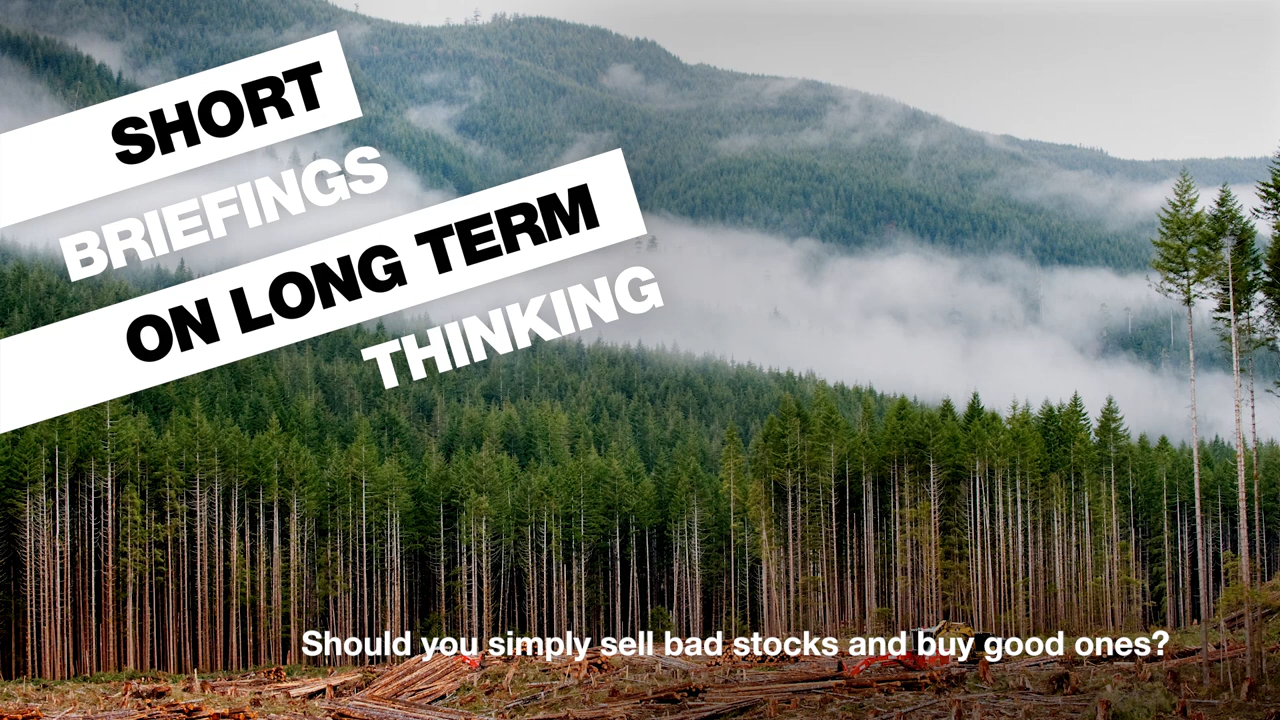 SHORT
BRIEFINGS
ON LONG TERM
THINKING
Should you simply sell bad stocks and buy good ones?